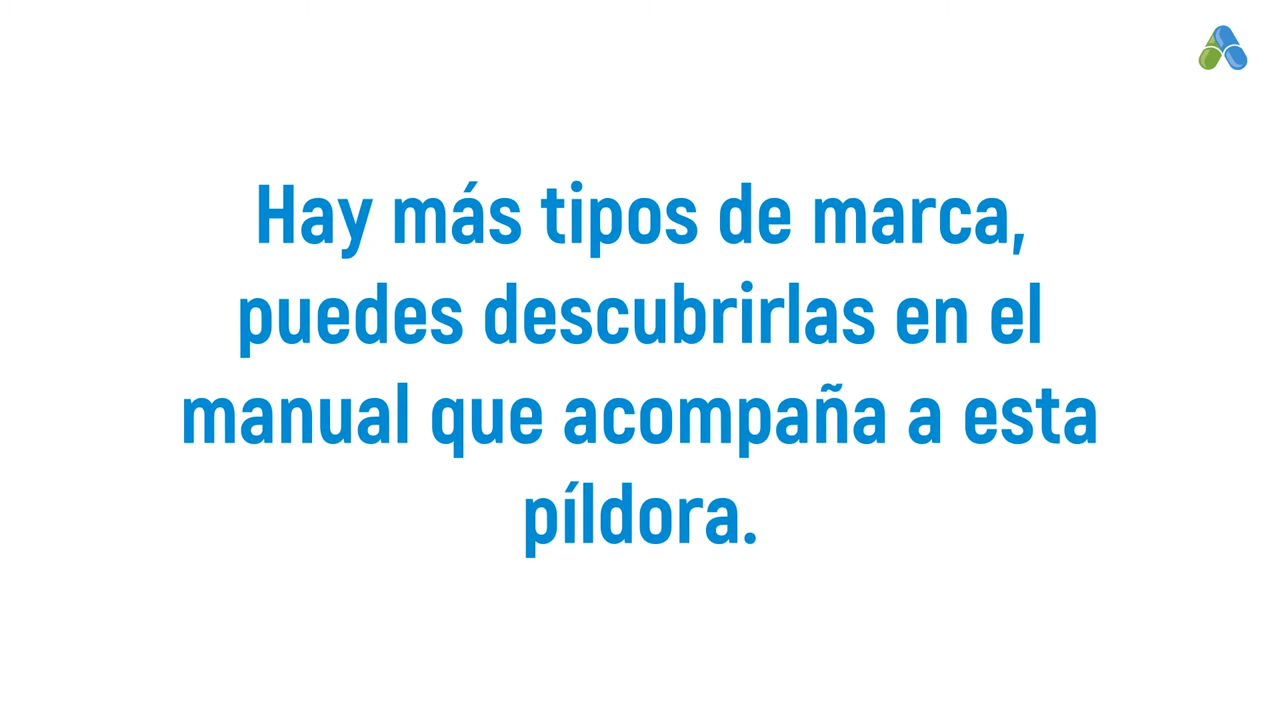 Hay más tipos de marca,
puedes descubrirlas en el
manual que acompaña a esta
píldora.